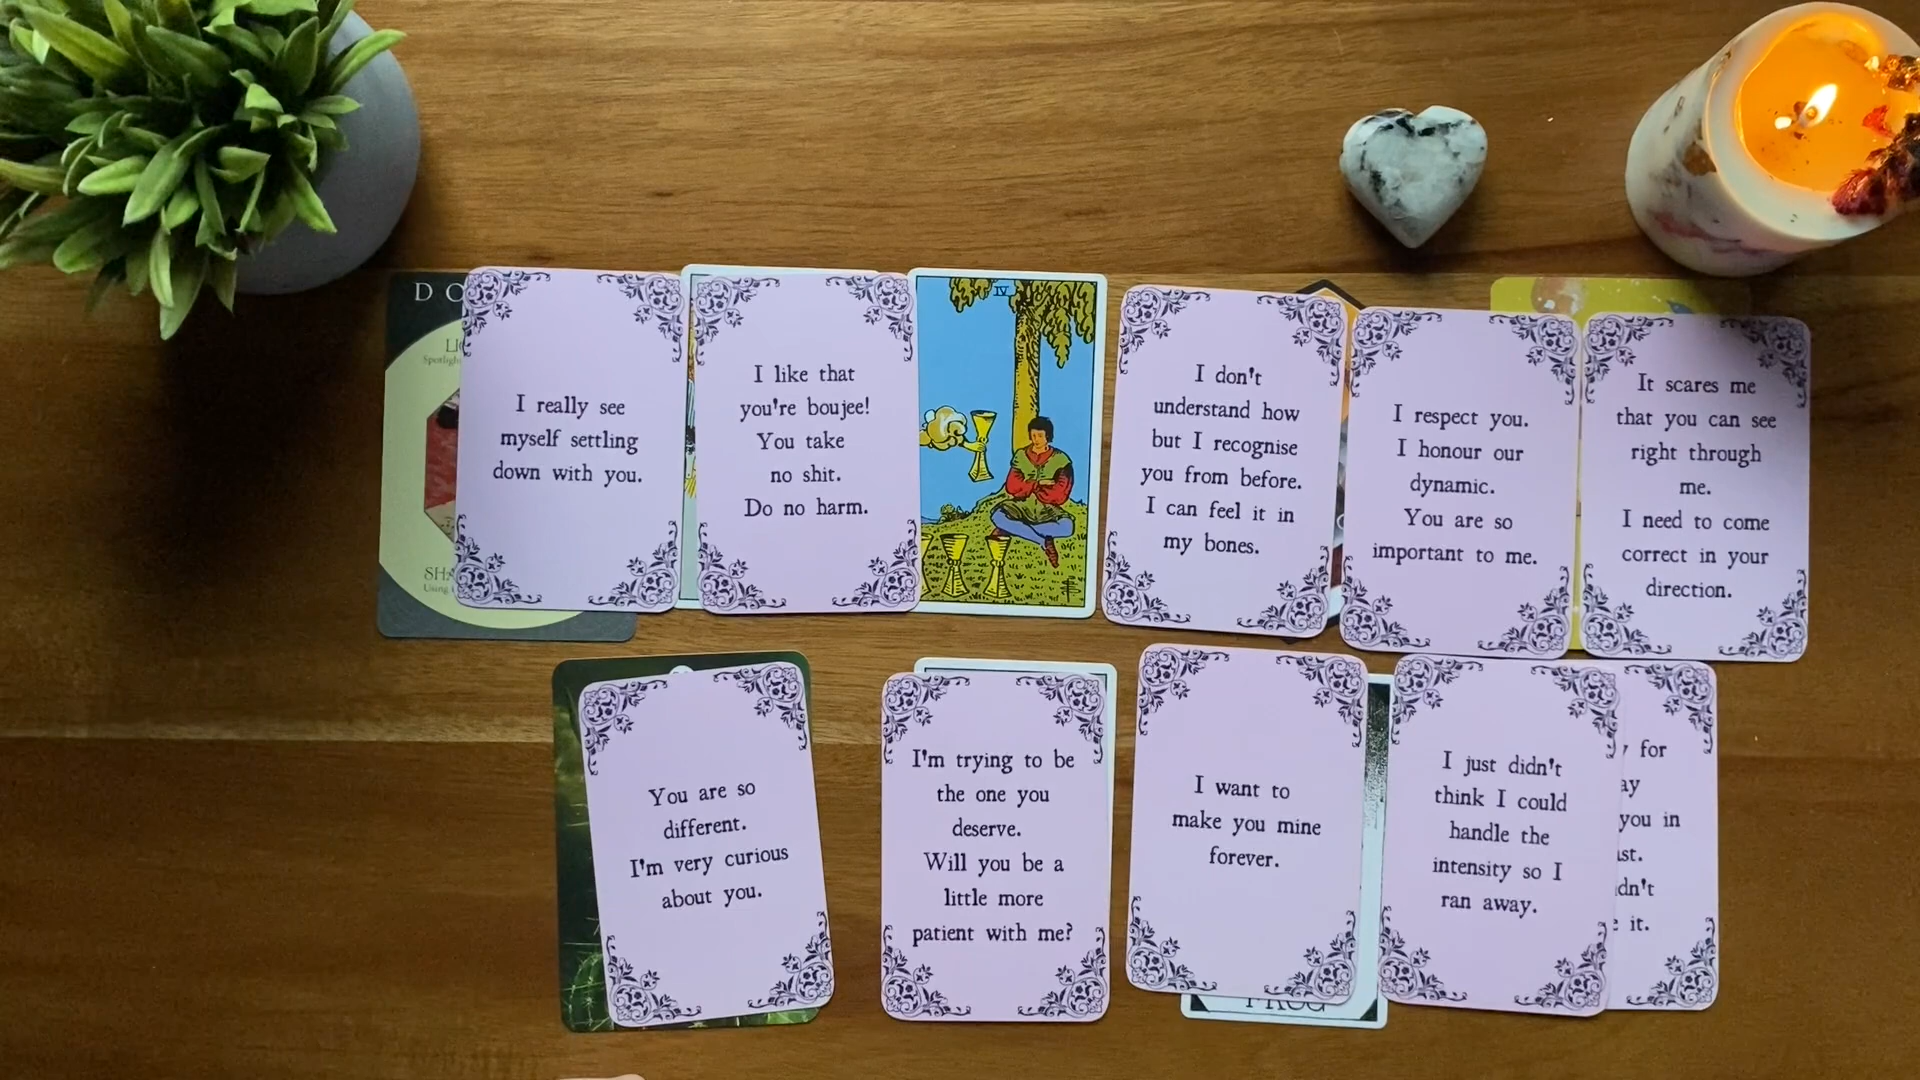 I really see
myself settling
down with you.
I like that
you're boujee!
You take
no shit.
Do no harm.
IV
I don't
understand how
but I recognise
you from before.
I can feel it in
my bones.
I respect you.
I honour our
dynamic.
You are so
important to me.
It scares me
that you can see
right through
me.
I need to come
correct in your
direction.
You are so
different.
I'm very curious
about you.
I'm trying to be
the one you
deserve.
Will you be a
little more
patient with me?
I want to
make you mine
forever.
I just didn't
think I could
handle the
intensity so I
ran away.
for
you in
it.